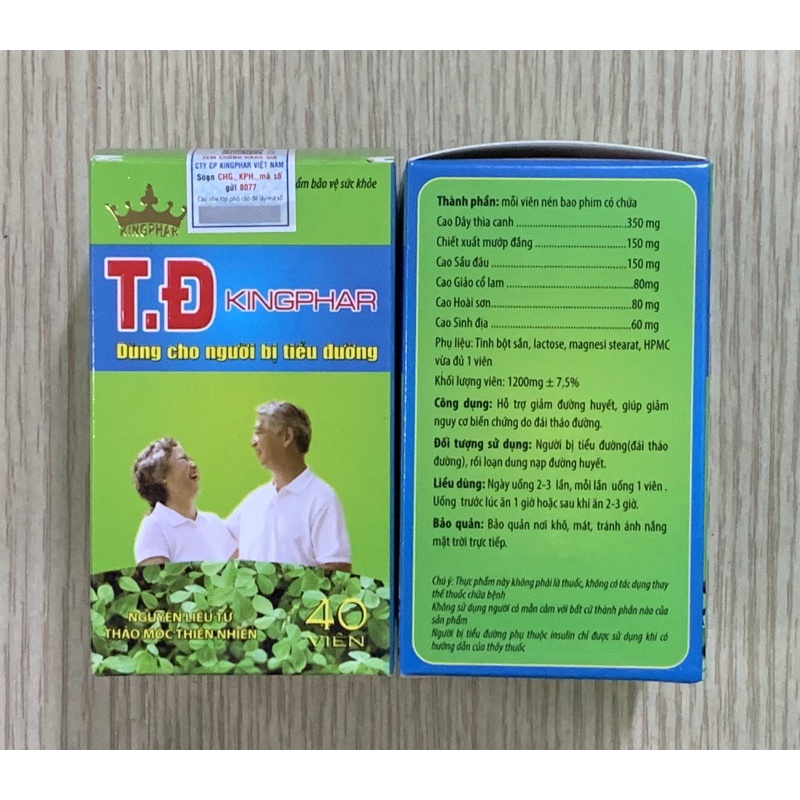 TEM CHỐNG HÀNG GIẢ
CTY CP KINGPHAR VIỆT NAM
Soạn CHG_KPH_mã số
gửi 8077
Cào nhẹ lớp phủ cào để lấy mã số
ẩm bảo vệ sức khỏe
KINGPHAR
T.Đ KINGPHAR
Dùng cho người bị tiểu đường
NGUYÊN LIỆU TỪ
THẢO MỘC THIÊN NHIÊN
40
VIÊN
Thành phần: mỗi viên nén bao phim có chứa
Cao Dây thìa canh..............................350 mg
Chiết xuất mướp đắng.........................150 mg
Cao Sầu đâu.......................................150 mg
Cao Giảo cổ lam..................................80mg
Cao Hoài sơn......................................80 mg
Cao Sinh địa.......................................60 mg
Phụ liệu: Tinh bột sắn, lactose, magnesi stearat, HPMC
vừa đủ 1 viên
Khối lượng viên: 1200mg ± 7,5%
Công dụng: Hỗ trợ giảm đường huyết, giúp giảm
nguy cơ biến chứng do đái tháo đường.
Đối tượng sử dụng: Người bị tiểu đường(đái tháo
đường), rối loạn dung nạp đường huyết.
Liều dùng: Ngày uống 2-3 lần, mỗi lần uống 1 viên.
Uống trước lúc ăn 1 giờ hoặc sau khi ăn 2-3 giờ.
Bảo quản: Bảo quản nơi khô, mát, tránh ánh nắng
mặt trời trực tiếp.
Chú ý: Thực phẩm này không phải là thuốc, không có tác dụng thay
thế thuốc chữa bệnh
Không sử dụng người có mẫn cảm với bất cứ thành phần nào của
sản phẩm
Người bị tiểu đường phụ thuộc insulin chỉ được sử dụng khi có
hướng dẫn của thầy thuốc